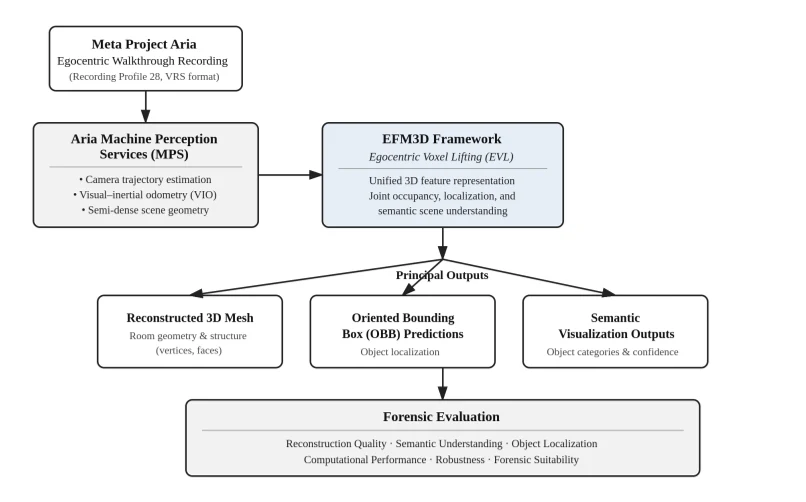 Meta Project Aria
Egocentric Walkthrough Recording
(Recording Profile 28, VRS format)
Aria Machine Perception
Services (MPS)
• Camera trajectory estimation
• Visual–inertial odometry (VIO)
• Semi-dense scene geometry
EFM3D Framework
Egocentric Voxel Lifting (EVL)
Unified 3D feature representation
Joint occupancy, localization, and
semantic scene understanding
Principal Outputs
Reconstructed 3D Mesh
Room geometry & structure
(vertices, faces)
Oriented Bounding
Box (OBB) Predictions
Object localization
Semantic
Visualization Outputs
Object categories & confidence
Forensic Evaluation
Reconstruction Quality · Semantic Understanding · Object Localization
Computational Performance · Robustness · Forensic Suitability